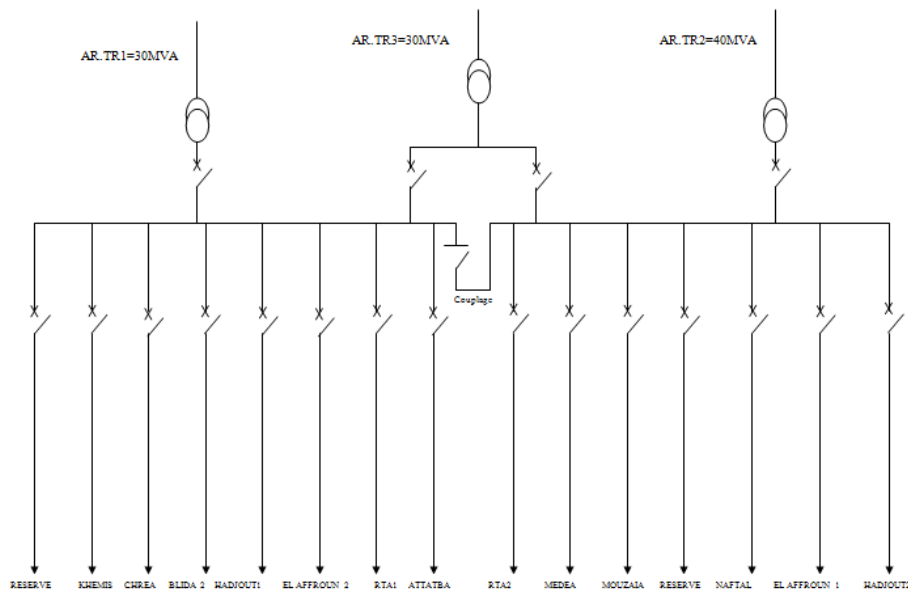 AR.TR1=30MVA
AR.TR3=30MVA
AR.TR2=40MVA
Couplage
RESERVE
KHEMIS
CHREA
BLIDA 2
HADJOUT1
EL AFFROUN 2
RTA1
ATTATBA
RTA2
MEDEA
MOUZAIA
RESERVE
NAFTAL
EL AFFROUN 1
HADJOUT2